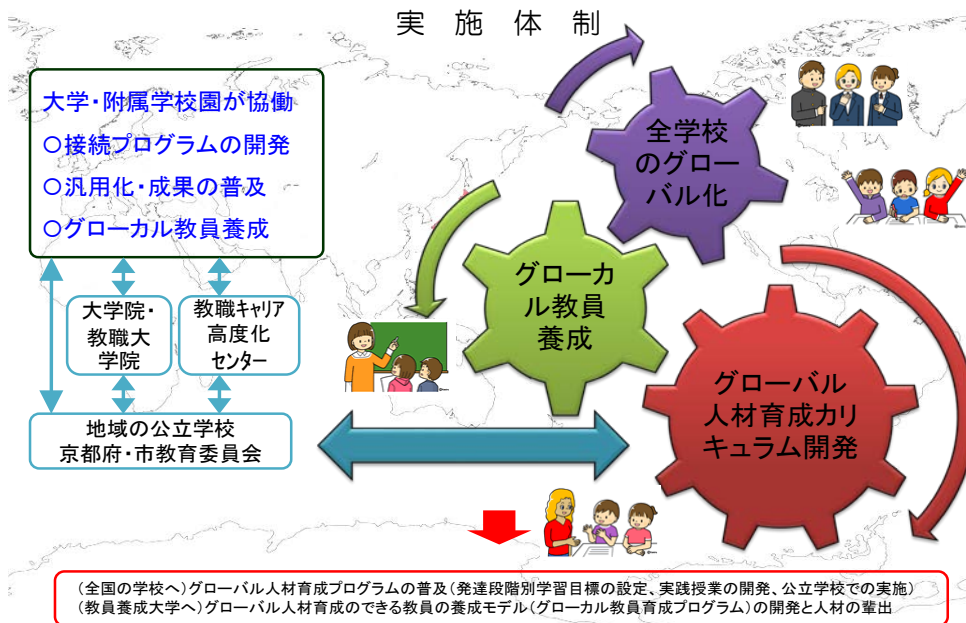 実 施 体 制
大学・附属学校園が協働
○接続プログラムの開発
○汎用化・成果の普及
○グローカル教員養成
大学院・
教職大
学院
教職キャリア
高度化
センター
地域の公立学校
京都府・市教育委員会
全学校
のグロー
バル化
グローカ
ル教員
養成
グローバル
人材育成カリ
キュラム開発
(全国の学校へ)グローバル人材育成プログラムの普及(発達段階別学習目標の設定、実践授業の開発、公立学校での実施)
(教員養成大学へ)グローバル人材育成のできる教員の養成モデル(グローカル教員育成プログラム)の開発と人材の輩出